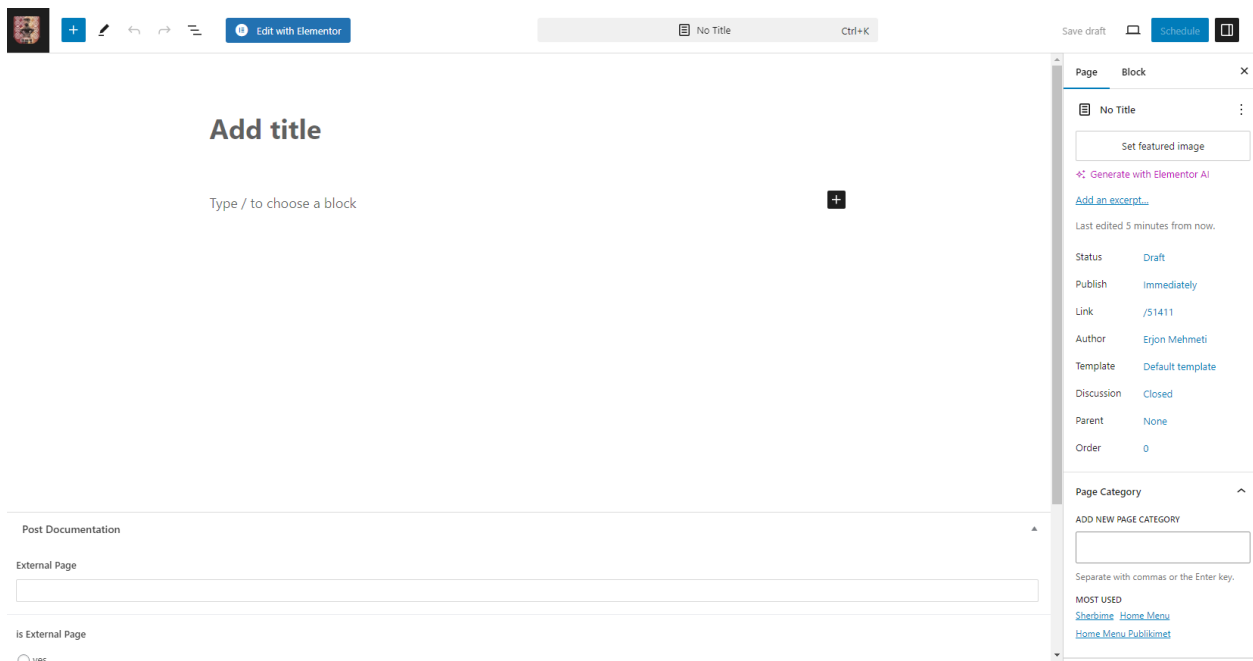 Edit with Elementor
No Title
Ctrl+K
Save draft
Schedule
Add title
Type / to choose a block
Post Documentation
External Page
is External Page
yes
Page
Block
No Title
Set featured image
Generate with Elementor AI
Add an excerpt...
Last edited 5 minutes from now.
Status Draft
Publish Immediately
Link /51411
Author Erjon Mehmeti
Template Default template
Discussion Closed
Parent None
Order 0
Page Category
ADD NEW PAGE CATEGORY
Separate with commas or the Enter key.
MOST USED
Sherbime Home Menu
Home Menu Publikimet